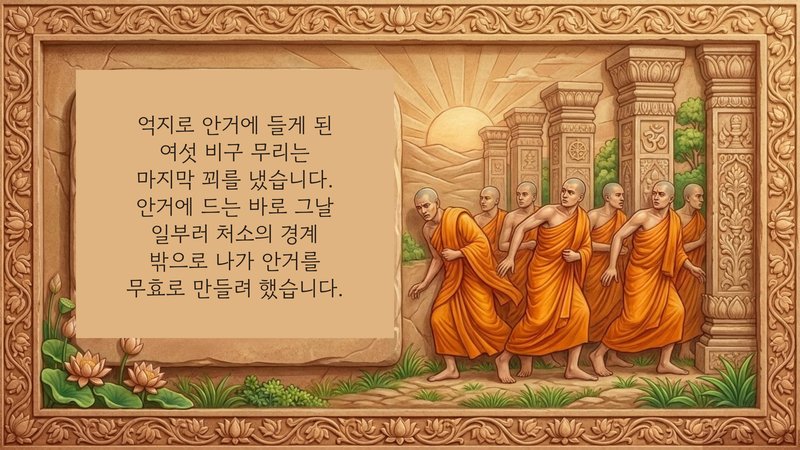 억지로 안거에 들게 된
여섯 비구 무리는
마지막 꾀를 냈습니다.
안거에 드는 바로 그날
일부러 처소의 경계
밖으로 나가 안거를
무효로 만들려 했습니다.
ॐ